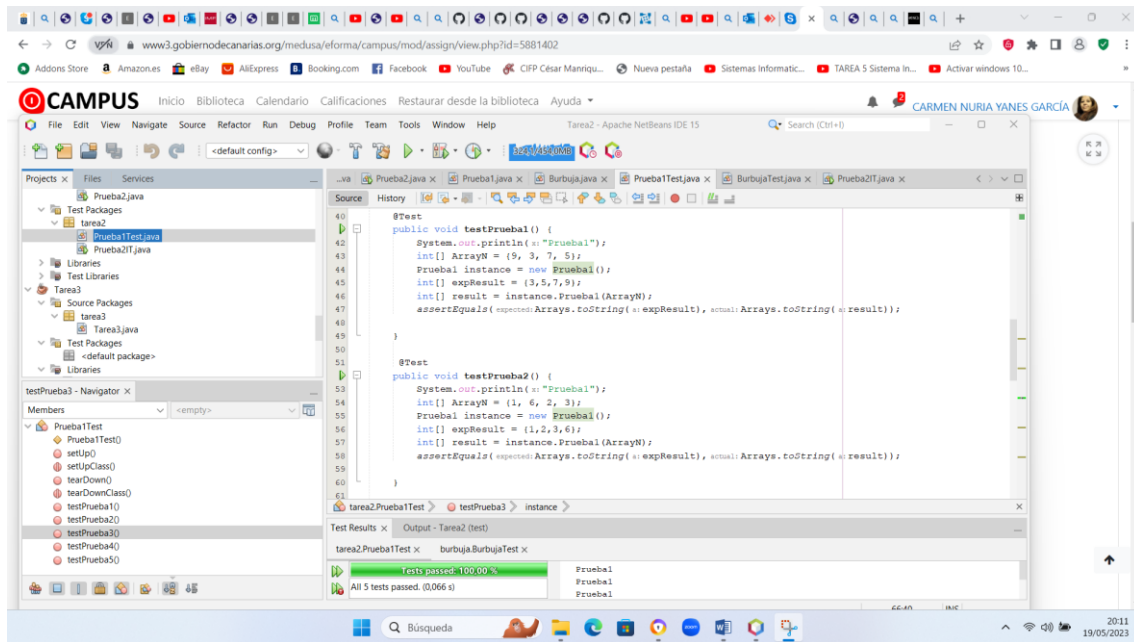 www3.gobiernodecanarias.org/medusa/eforma/campus/mod/assign/view.php?id=5881402
VPN
Addons Store Amazon.es eBay AliExpress Booking.com Facebook YouTube CIFP César Manriqu... Nueva pestaña Sistemas Informatic... TAREA 5 Sistema In... Activar windows 10... »
CAMPUS Inicio Biblioteca Calendario Calificaciones Restaurar desde la biblioteca Ayuda 2 CARMEN NURIA YANES GARCÍA
File Edit View Navigate Source Refactor Run Debug Profile Team Tools Window Help Tarea2 - Apache NetBeans IDE 15 Search (Ctrl+I)
<default config>
Projects Files Services
...va Prueba2.java Prueba1.java Burbuja.java Prueba1Test.java BurbujaTest.java Prueba2IT.java
Prueba2.java
Test Packages
tarea2
Prueba1Test.java
Prueba2IT.java
Libraries
Test Libraries
Tarea3
Source Packages
tarea3
Tarea3.java
Test Packages
<default package>
Libraries
testPrueba3 - Navigator
Members <empty>
Prueba1Test
Prueba1Test()
setUp()
setUpClass()
tearDown()
tearDownClass()
testPrueba1()
testPrueba2()
testPrueba3()
testPrueba4()
testPrueba5()
Source History
40 @Test
public void testPrueba1() {
42 System.out.println(x: "Prueba1");
43 int[] ArrayN = {9, 3, 7, 5};
44 Prueba1 instance = new Prueba1();
45 int[] expResult = {3,5,7,9};
46 int[] result = instance.Prueba1(ArrayN);
47 assertEquals(expected: Arrays.toString(a: expResult), actual: Arrays.toString(a: result));
48
49 }
50
51 @Test
public void testPrueba2() {
53 System.out.println(x: "Prueba1");
54 int[] ArrayN = {1, 6, 2, 3};
55 Prueba1 instance = new Prueba1();
56 int[] expResult = {1,2,3,6};
57 int[] result = instance.Prueba1(ArrayN);
58 assertEquals(expected: Arrays.toString(a: expResult), actual: Arrays.toString(a: result));
59
60 }
61
tarea2.Prueba1Test testPrueba3 instance
Test Results Output - Tarea2 (test)
tarea2.Prueba1Test burbuja.BurbujaTest
Tests passed: 100,00 %
All 5 tests passed. (0,066 s)
Prueba1
Prueba1
Prueba1
66:40 INS
Búsqueda
20:11
19/05/2023